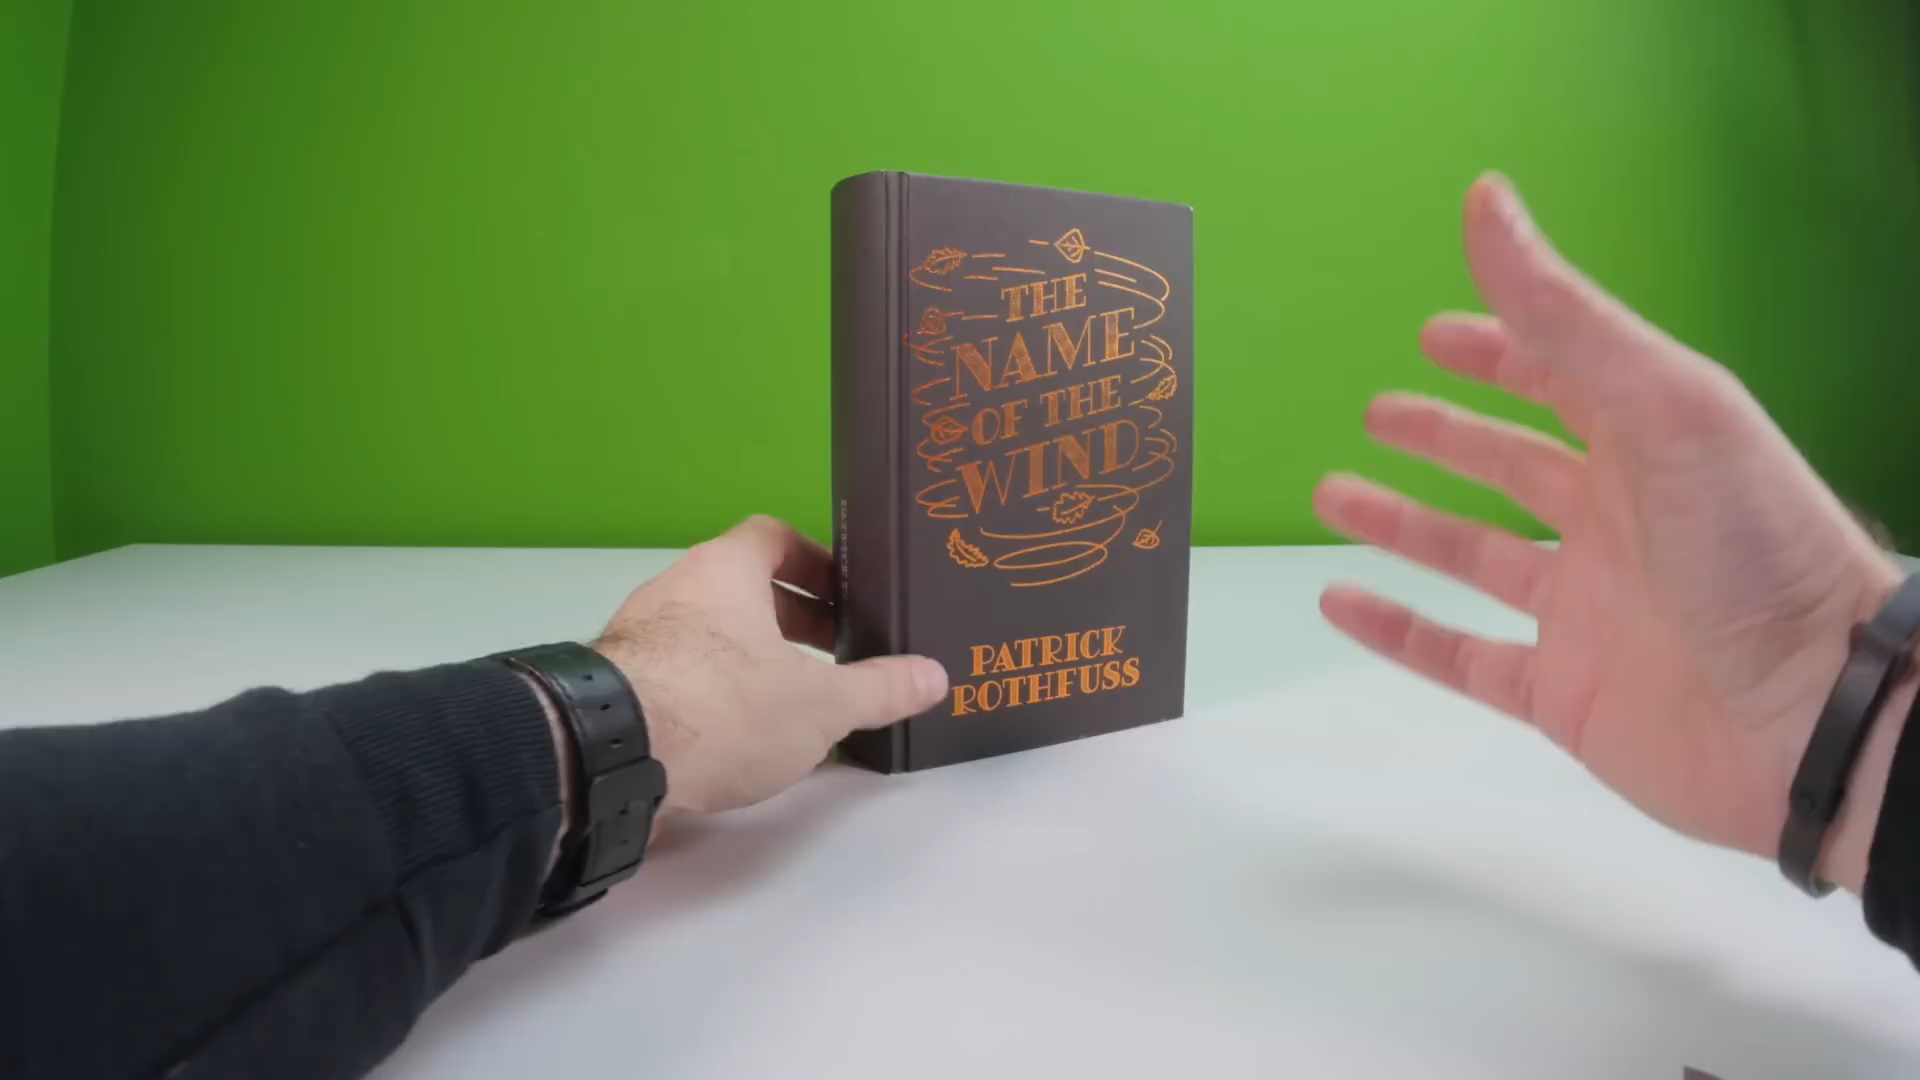 THE
NAME
OF THE
WIND
PATRICK
ROTHFUSS